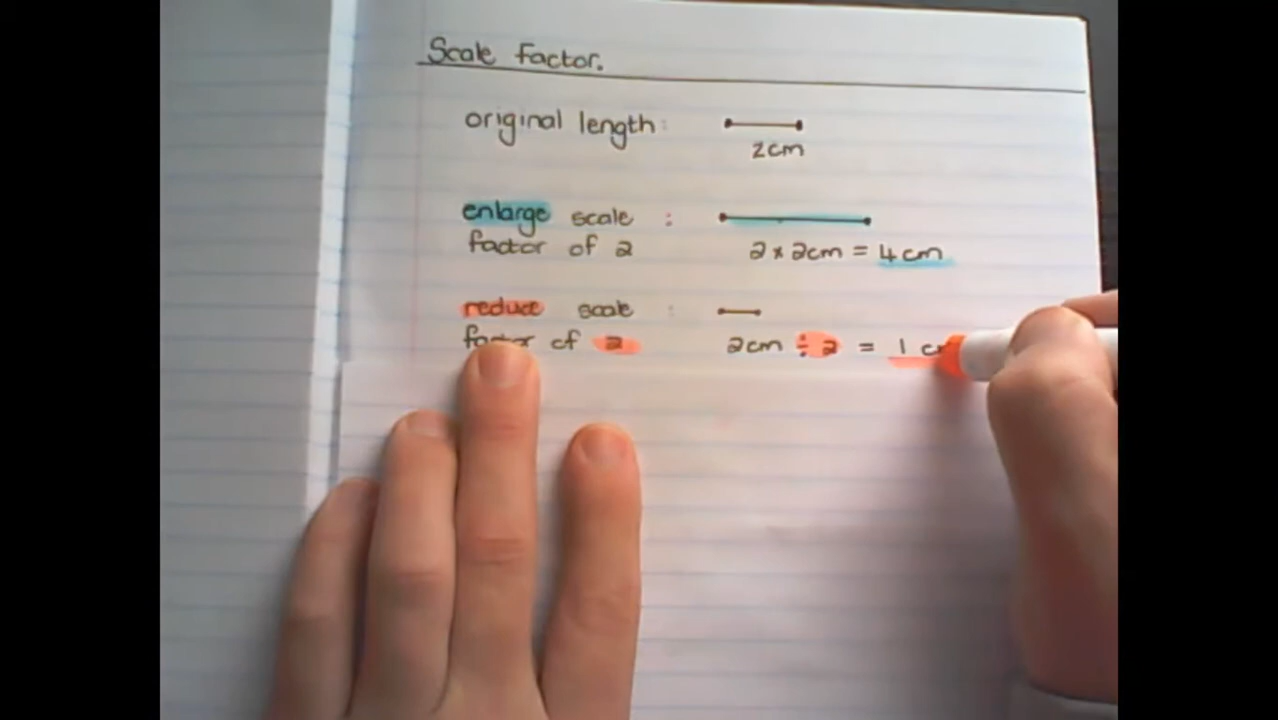 Scale Factor.
original length: 2cm
enlarge scale :
factor of 2 2 × 2cm = 4cm
reduce scale :
factor of 2 2cm ÷ 2 = 1 cm